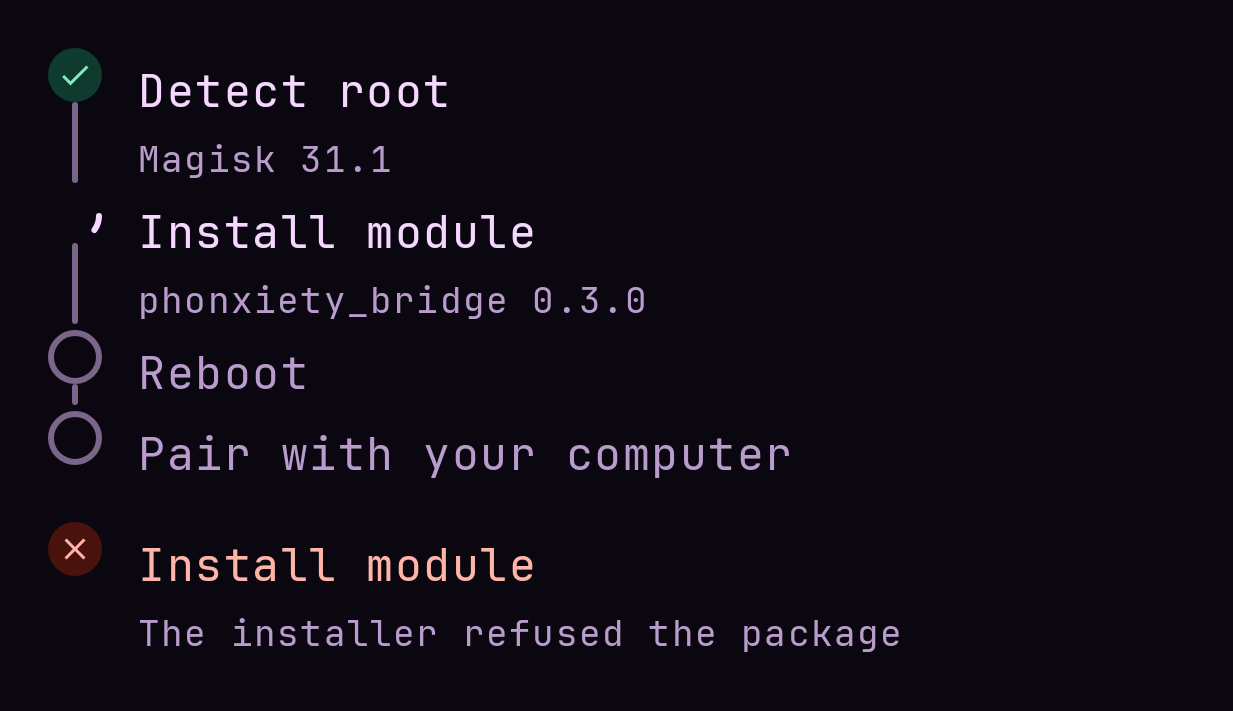 Detect root
Magisk 31.1
Install module
phonxiety_bridge 0.3.0
Reboot
Pair with your computer
Install module
The installer refused the package